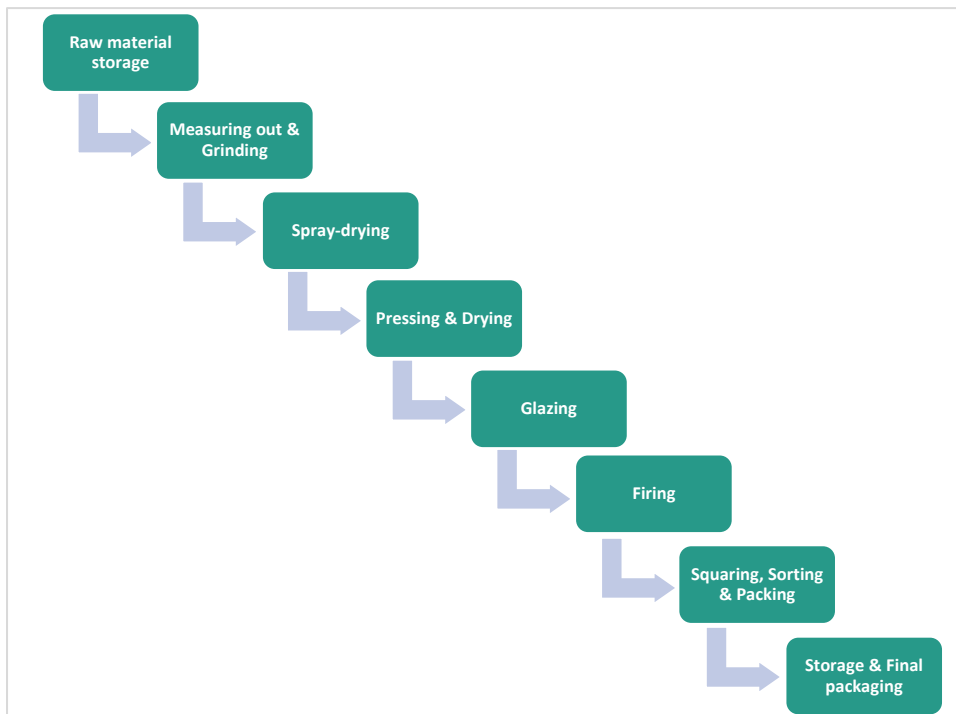 Raw material
storage
Measuring out &
Grinding
Spray-drying
Pressing & Drying
Glazing
Firing
Squaring, Sorting
& Packing
Storage & Final
packaging